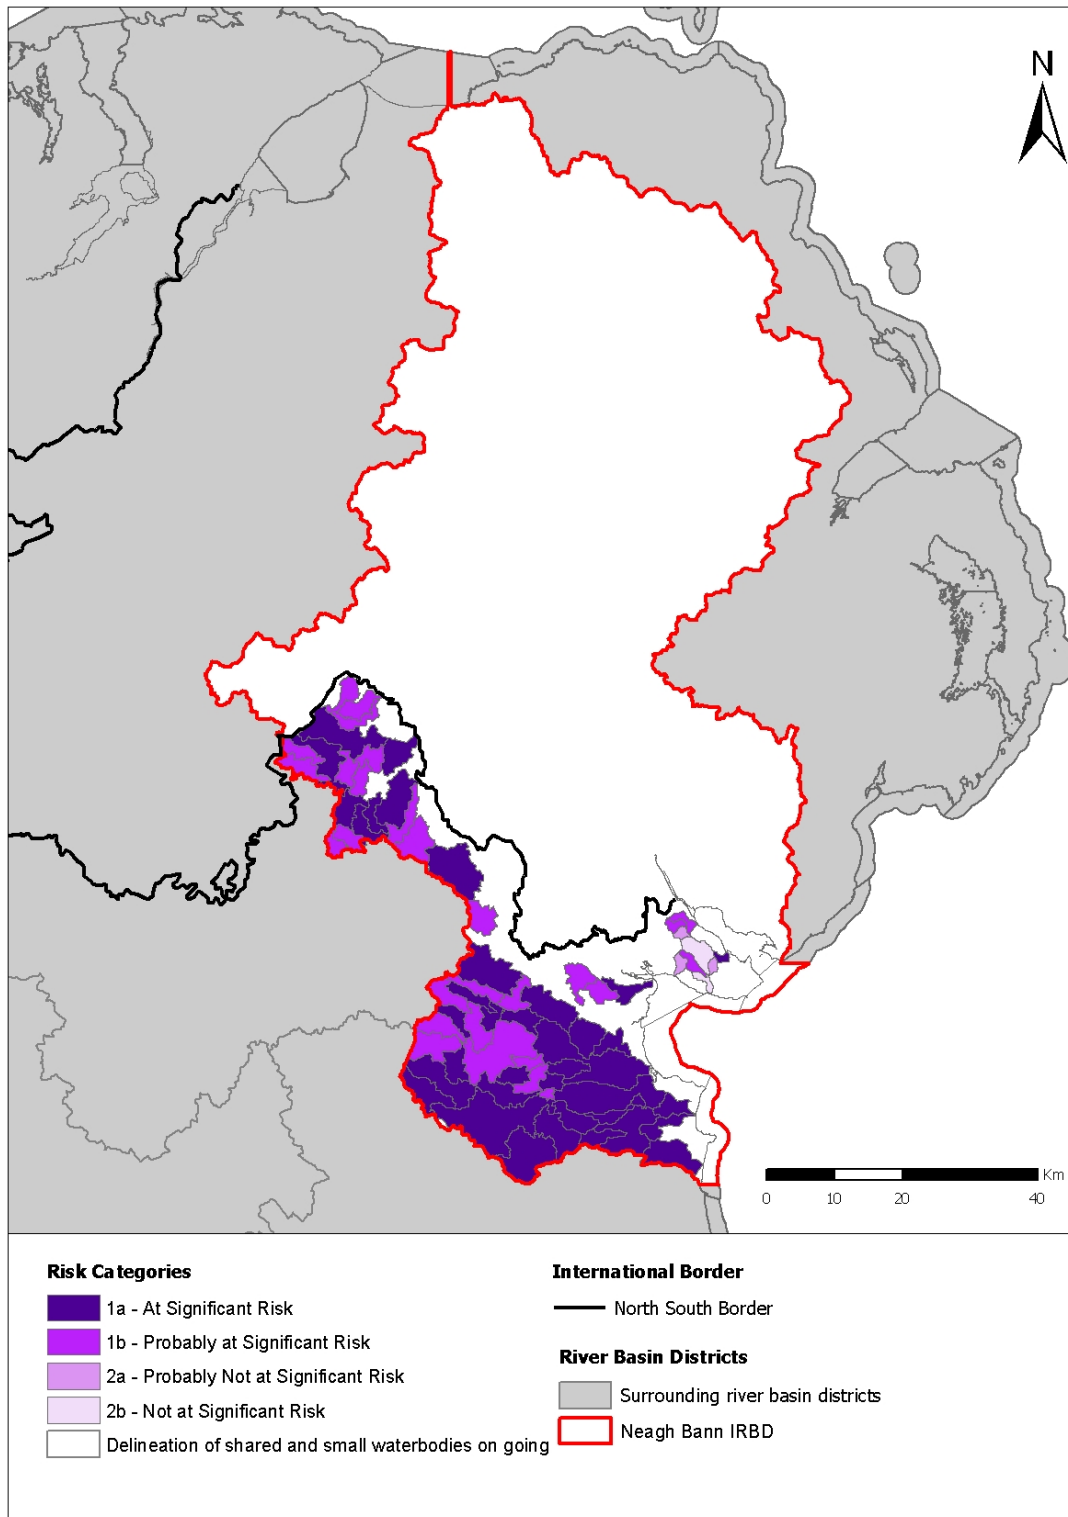 N
Km
0 10 20 40
Risk Categories
1a - At Significant Risk
1b - Probably at Significant Risk
2a - Probably Not at Significant Risk
2b - Not at Significant Risk
Delineation of shared and small waterbodies on going
International Border
North South Border
River Basin Districts
Surrounding river basin districts
Neagh Bann IRBD